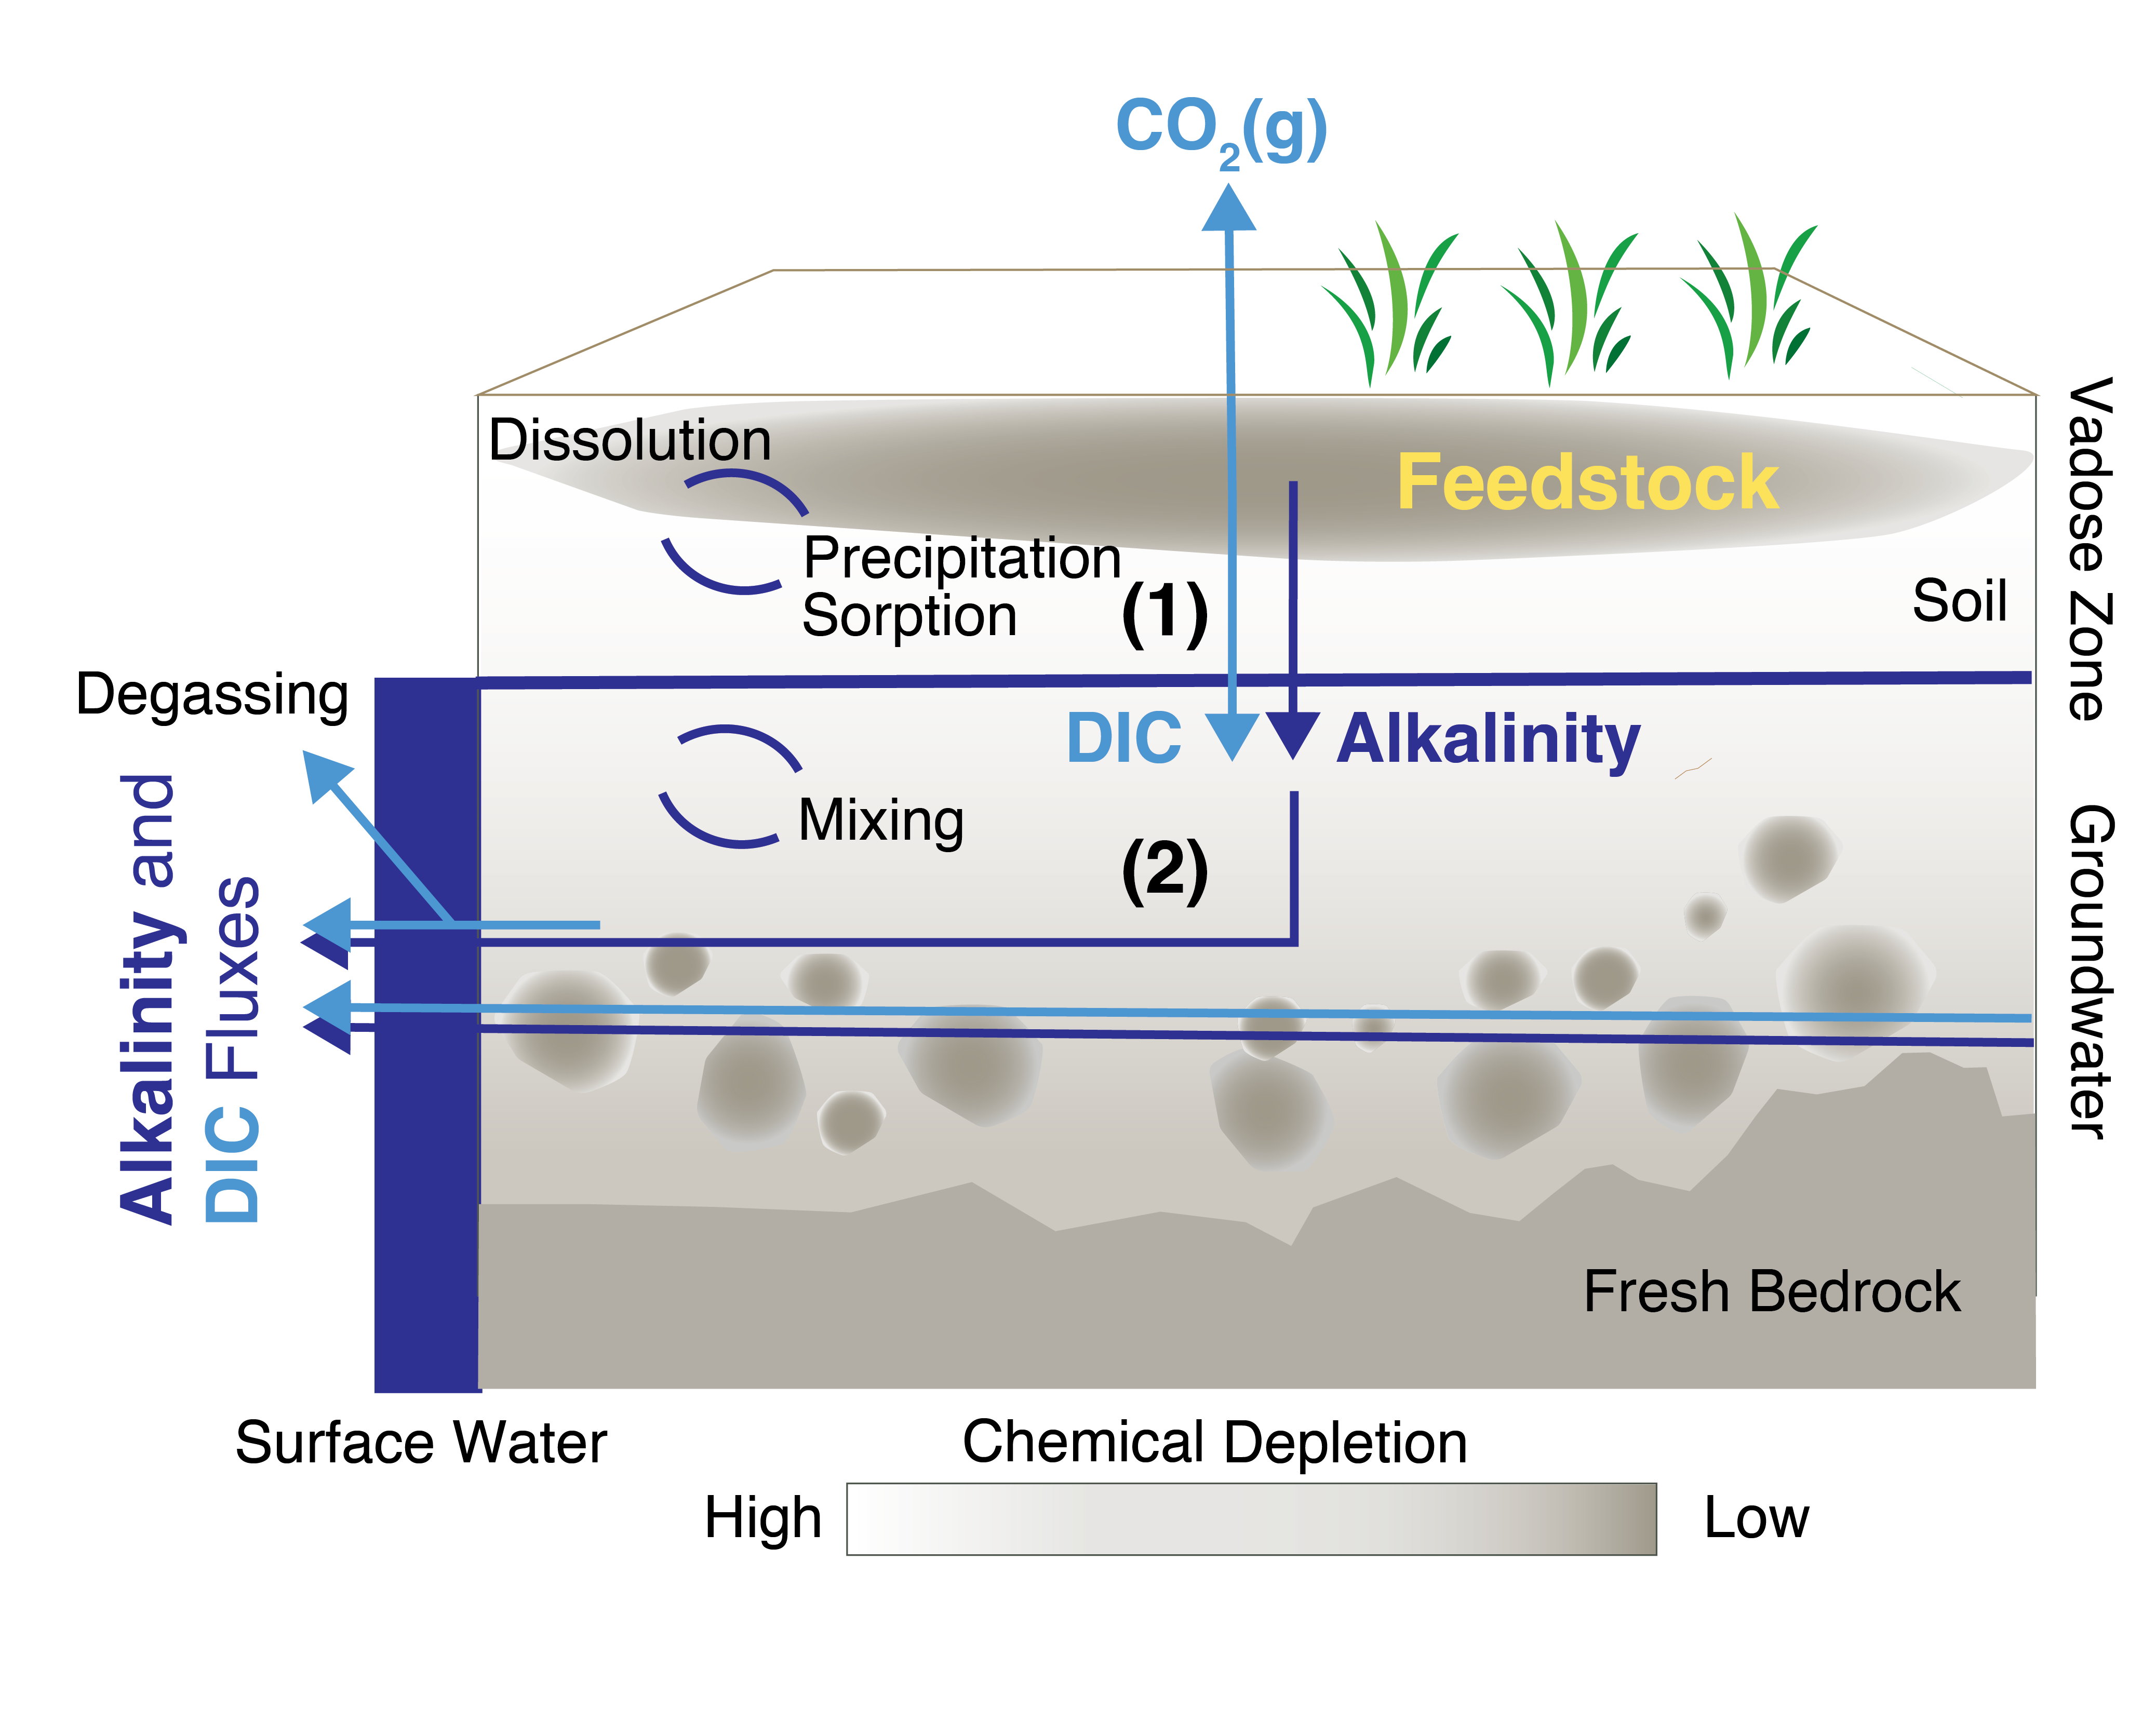 CO2(g)
Dissolution
Feedstock
Precipitation
Sorption
(1)
Soil
Vadose Zone
Degassing
DIC
Alkalinity
Mixing
(2)
Groundwater
Alkalinity and
DIC Fluxes
Fresh Bedrock
Surface Water
Chemical Depletion
High
Low